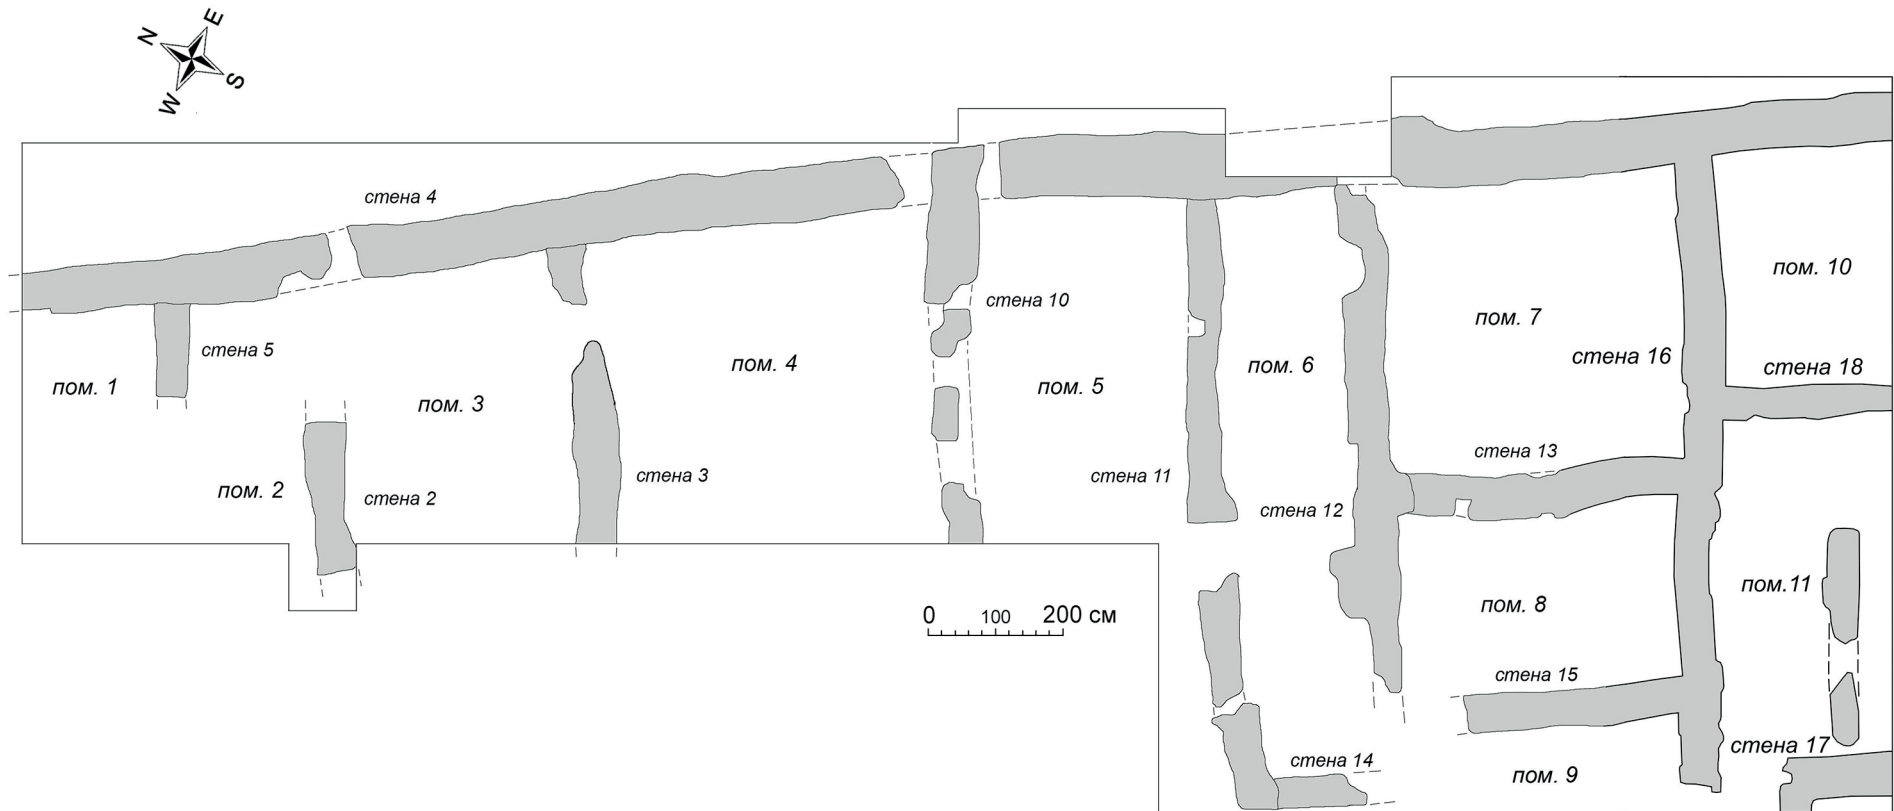 N
E
S
W
стена 4
стена 10
стена 5
пом. 1
пом. 3
пом. 4
пом. 5
пом. 6
пом. 7
пом. 10
стена 16
стена 18
пом. 2
стена 2
стена 3
стена 11
стена 12
стена 13
0 100 200 см
пом. 8
пом.11
стена 15
стена 14
пом. 9
стена 17